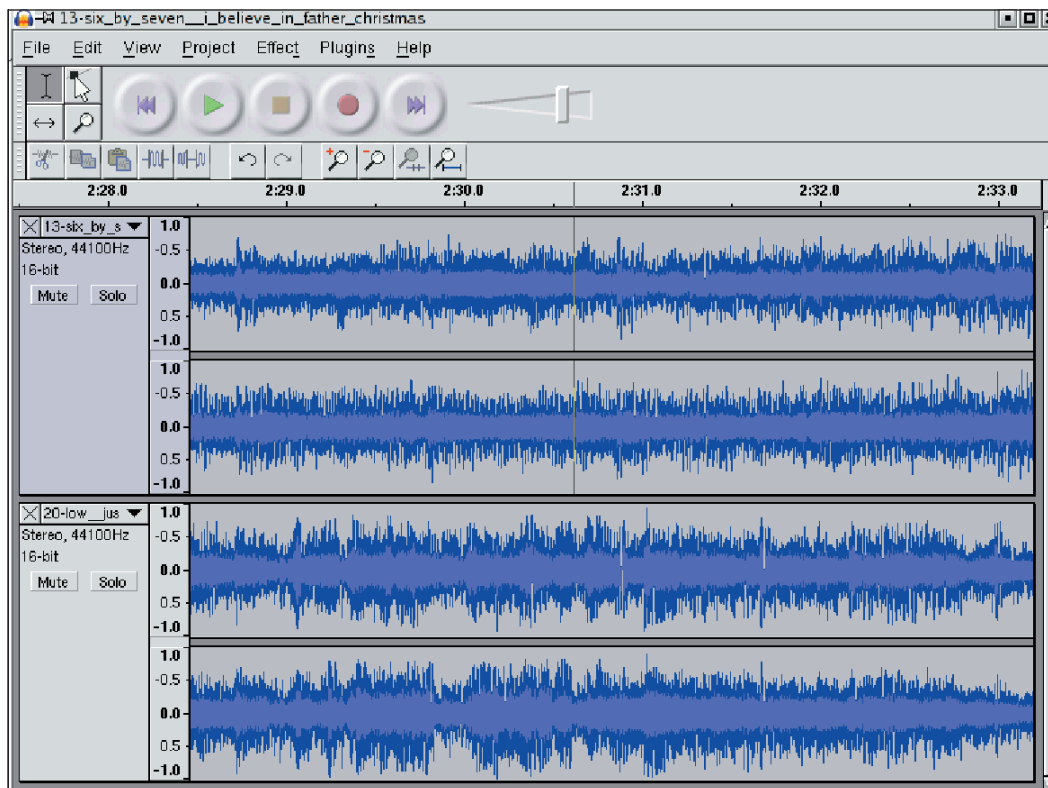 13-six_by_seven__i_believe_in_father_christmas
File Edit View Project Effect Plugins Help
2:28.0 2:29.0 2:30.0 2:31.0 2:32.0 2:33.0
13-six_by_s
Stereo, 44100Hz
16-bit
Mute Solo
1.0
-0.5
0.0
0.5
-1.0
1.0
-0.5
0.0
0.5
-1.0
20-low__jus
Stereo, 44100Hz
16-bit
Mute Solo
1.0
-0.5
0.0
0.5
-1.0
1.0
-0.5
0.0
0.5
-1.0